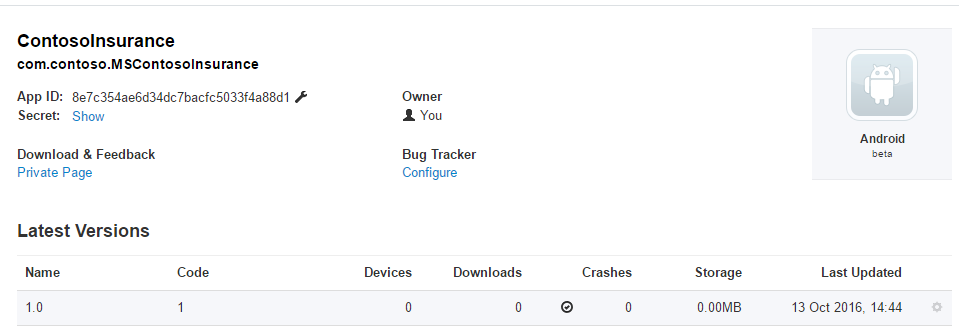 ContosoInsurance
com.contoso.MSContosoInsurance
App ID: 8e7c354ae6d34dc7bacfc5033f4a88d1
Secret: Show
Owner
You
Download & Feedback
Private Page
Bug Tracker
Configure
Android
beta
Latest Versions
Name Code Devices Downloads Crashes Storage Last Updated
1.0 1 0 0 0 0.00MB 13 Oct 2016, 14:44